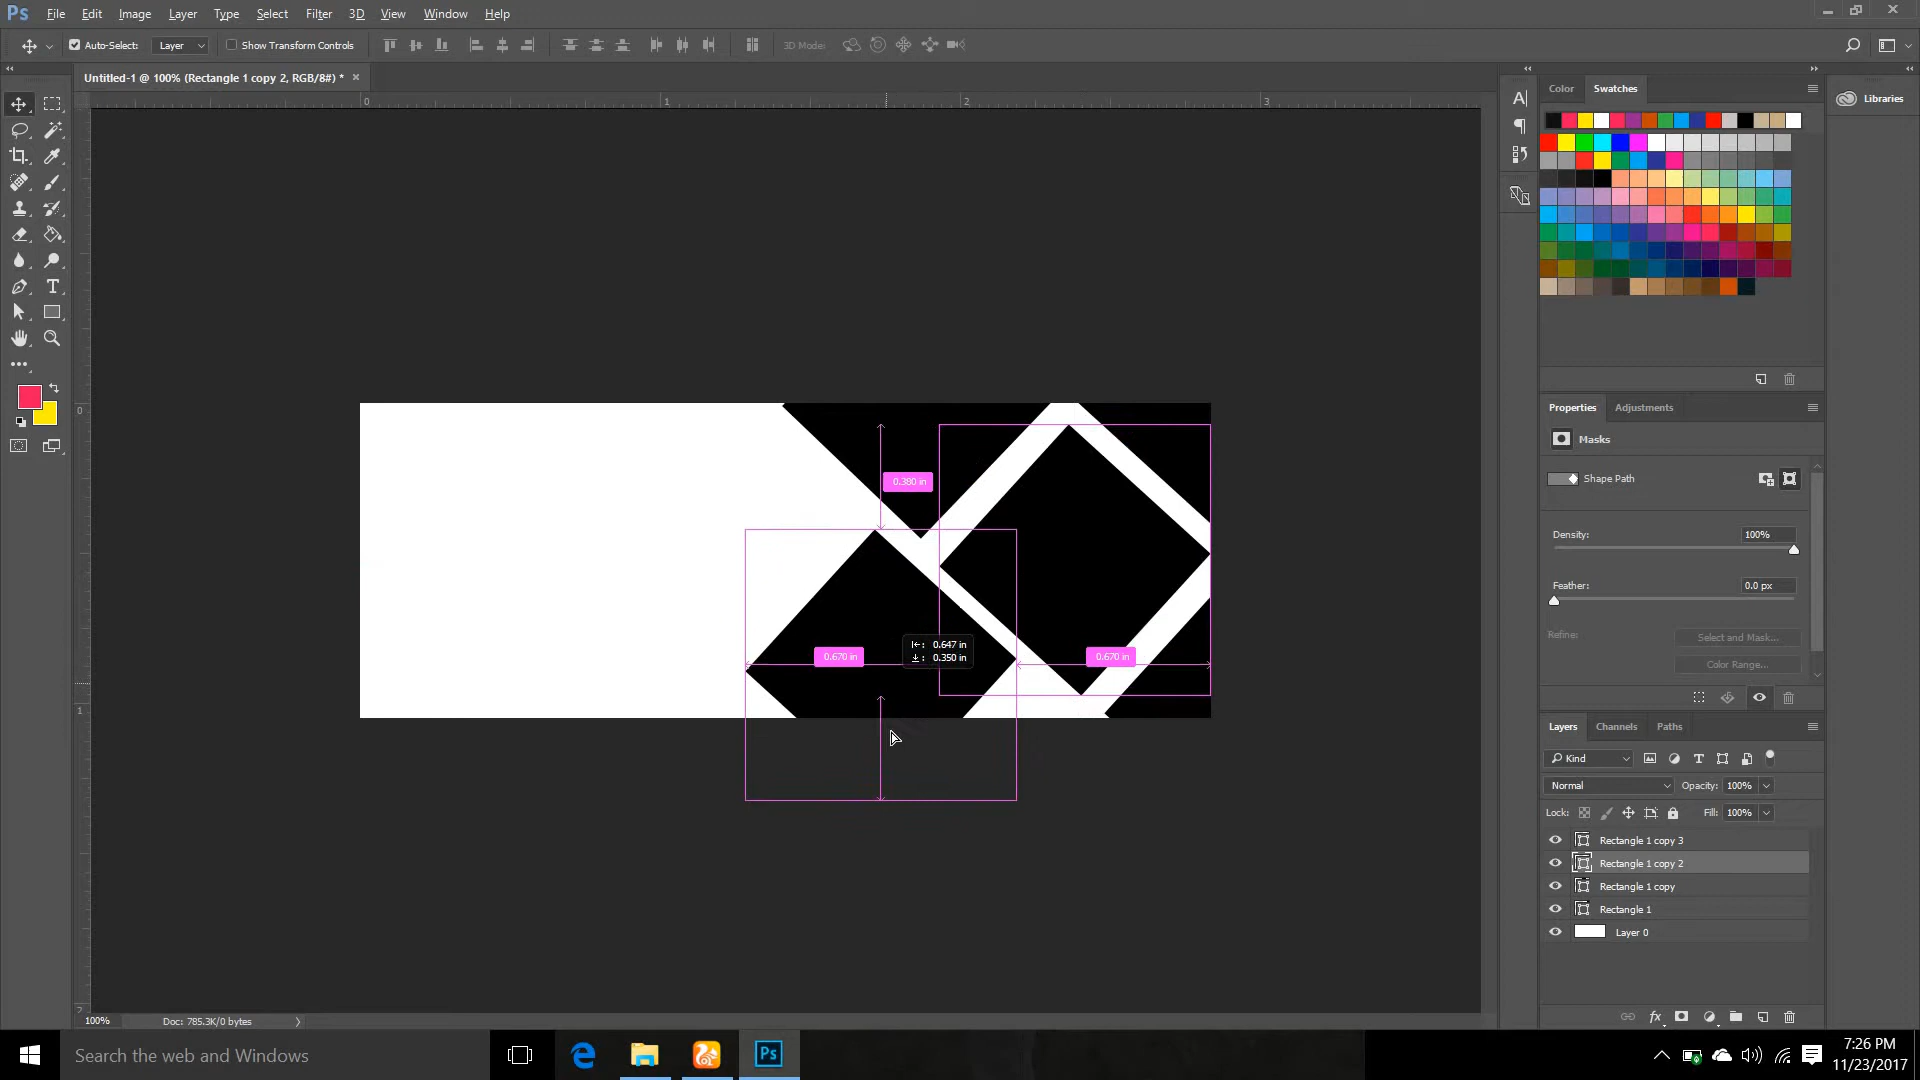 Ps File Edit Image Layer Type Select Filter 3D View Window Help
Auto-Select: Layer Show Transform Controls 3D Mode:
Untitled-1 @ 100% (Rectangle 1 copy 2, RGB/8#) * ×
0 1 2 3
0
1
2
0.380 in
0.670 in
0.647 in
0.350 in
0.670 in
Color Swatches
Libraries
Properties Adjustments
Masks
Shape Path
Density: 100%
Feather: 0.0 px
Refine: Select and Mask...
Color Range...
Layers Channels Paths
Kind
Normal Opacity: 100%
Lock: Fill: 100%
Rectangle 1 copy 3
Rectangle 1 copy 2
Rectangle 1 copy
Rectangle 1
Layer 0
fx
100% Doc: 785.3K/0 bytes
Search the web and Windows
Ps
7:26 PM
11/23/2017